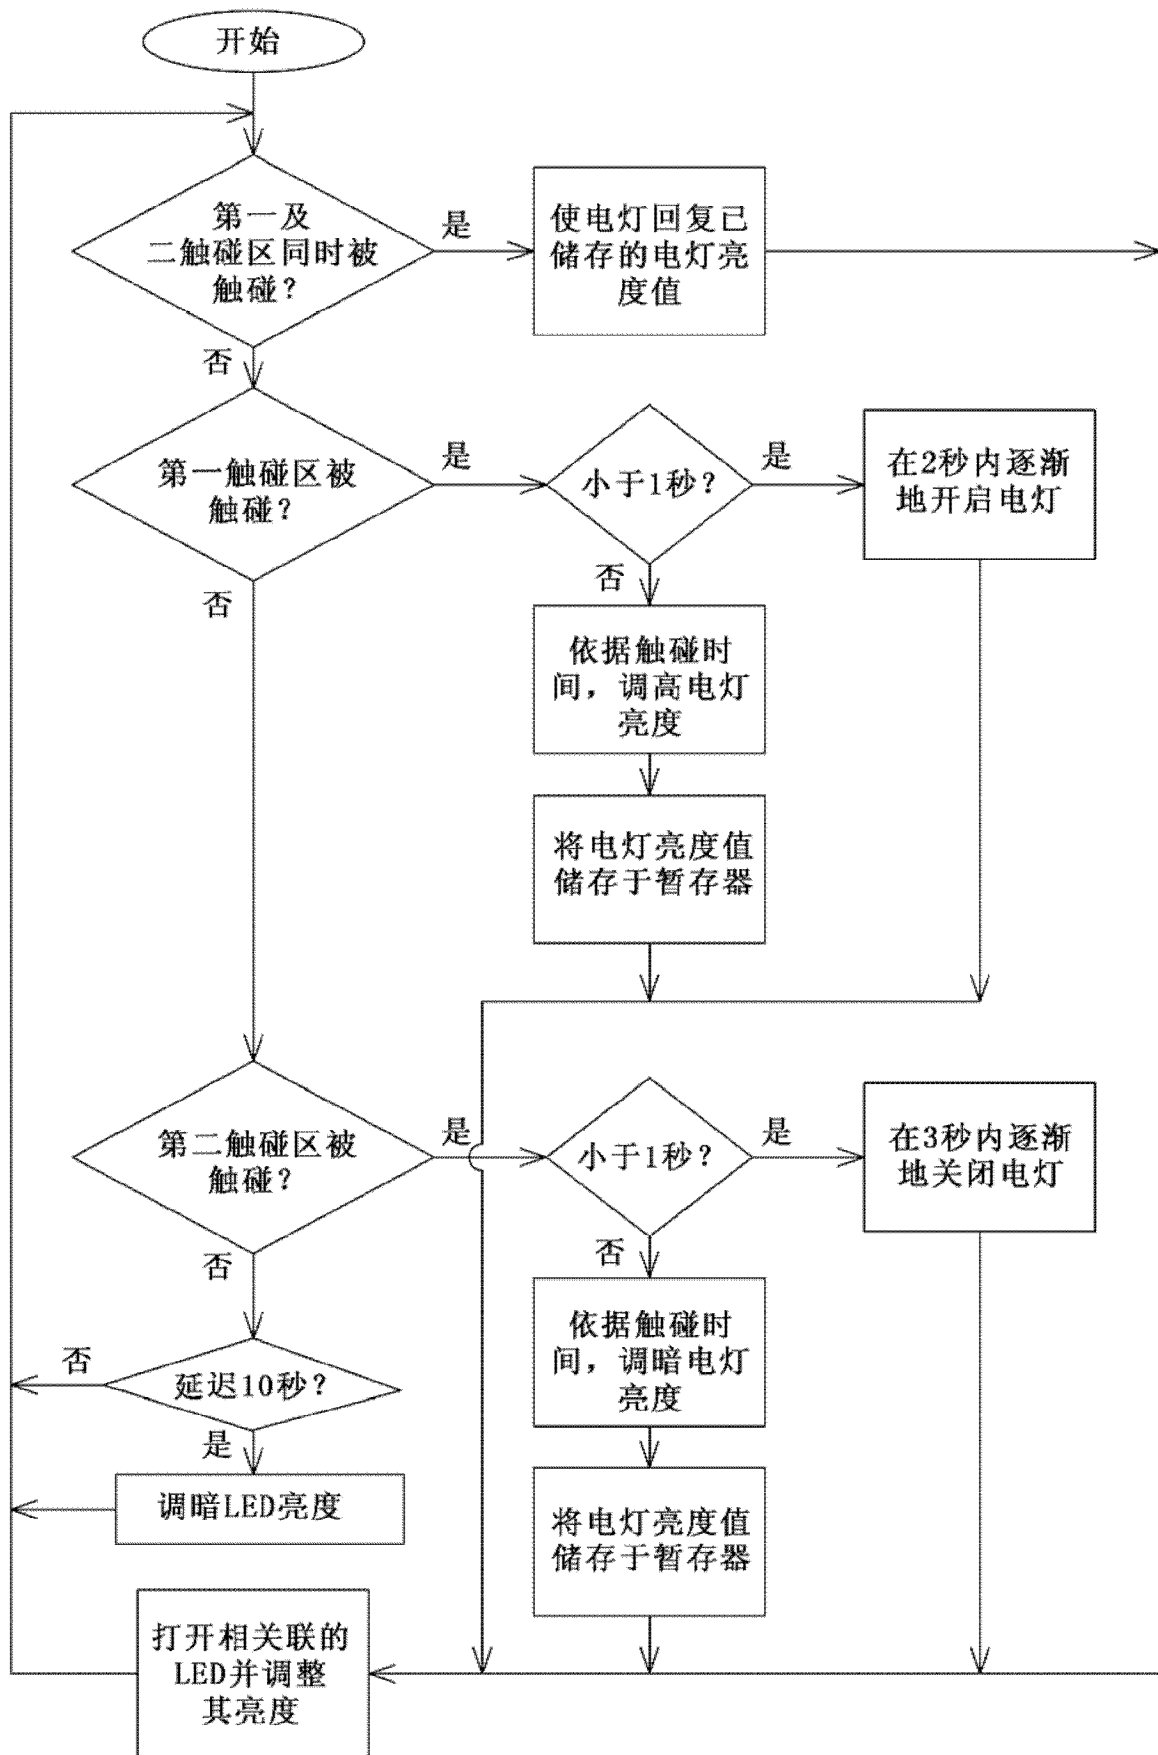 开始
第一及
二触碰区同时被
触碰?
是
使电灯回复已
储存的电灯亮
度值
否
第一触碰区被
触碰?
是
小于1秒?
是
在2秒内逐渐
地开启电灯
否
否
依据触碰时
间，调高电灯
亮度
将电灯亮度值
储存于暂存器
第二触碰区被
触碰?
是
小于1秒?
是
在3秒内逐渐
地关闭电灯
否
否
依据触碰时
间，调暗电灯
亮度
否
延迟10秒?
是
调暗LED亮度
将电灯亮度值
储存于暂存器
打开相关联的
LED并调整
其亮度